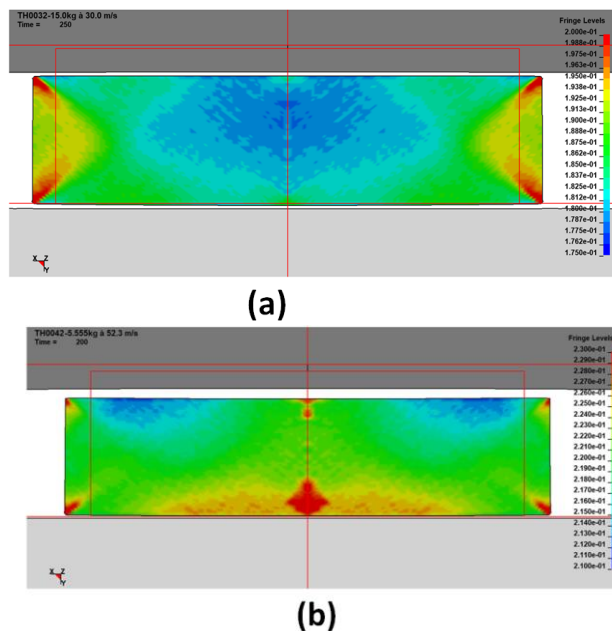 TH0032-15.0kg à 30.0 m/s
Time = 250
Fringe Levels
2.000e-01
1.988e-01
1.975e-01
1.963e-01
1.950e-01
1.938e-01
1.925e-01
1.913e-01
1.900e-01
1.888e-01
1.875e-01
1.862e-01
1.850e-01
1.837e-01
1.825e-01
1.812e-01
1.800e-01
1.787e-01
1.775e-01
1.762e-01
1.750e-01
X Z
Y
(a)
TH0042-5.555kg à 52.3 m/s
Time = 200
Fringe Levels
2.300e-01
2.290e-01
2.280e-01
2.270e-01
2.260e-01
2.250e-01
2.240e-01
2.230e-01
2.220e-01
2.210e-01
2.200e-01
2.190e-01
2.180e-01
2.170e-01
2.160e-01
2.150e-01
2.140e-01
2.130e-01
2.120e-01
2.110e-01
2.100e-01
X Z
Y
(b)